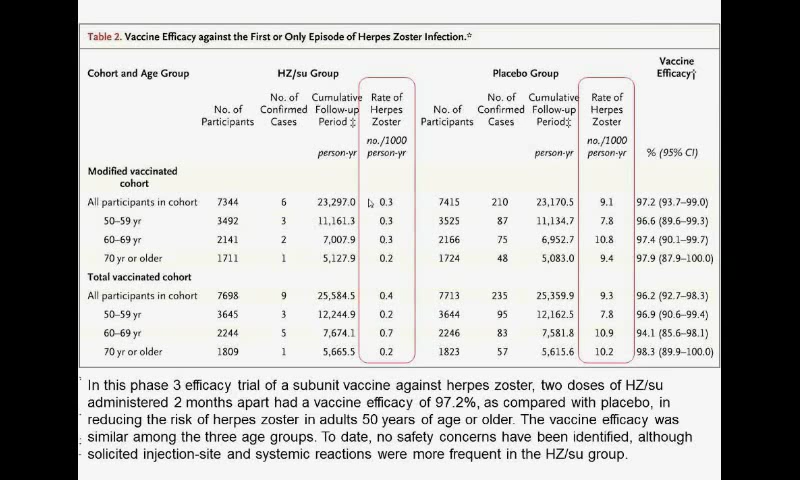 Table 2. Vaccine Efficacy against the First or Only Episode of Herpes Zoster Infection.*
Cohort and Age Group HZ/su Group Placebo Group Vaccine Efficacy†
No. of Participants No. of Confirmed Cases Cumulative Follow-up Period‡ Rate of Herpes Zoster No. of Participants No. of Confirmed Cases Cumulative Follow-up Period‡ Rate of Herpes Zoster
person-yr no./1000 person-yr person-yr no./1000 person-yr % (95% CI)
Modified vaccinated cohort
All participants in cohort 7344 6 23,297.0 0.3 7415 210 23,170.5 9.1 97.2 (93.7–99.0)
50–59 yr 3492 3 11,161.3 0.3 3525 87 11,134.7 7.8 96.6 (89.6–99.3)
60–69 yr 2141 2 7,007.9 0.3 2166 75 6,952.7 10.8 97.4 (90.1–99.7)
70 yr or older 1711 1 5,127.9 0.2 1724 48 5,083.0 9.4 97.9 (87.9–100.0)
Total vaccinated cohort
All participants in cohort 7698 9 25,584.5 0.4 7713 235 25,359.9 9.3 96.2 (92.7–98.3)
50–59 yr 3645 3 12,244.9 0.2 3644 95 12,162.5 7.8 96.9 (90.6–99.4)
60–69 yr 2244 5 7,674.1 0.7 2246 83 7,581.8 10.9 94.1 (85.6–98.1)
70 yr or older 1809 1 5,665.5 0.2 1823 57 5,615.6 10.2 98.3 (89.9–100.0)
In this phase 3 efficacy trial of a subunit vaccine against herpes zoster, two doses of HZ/su
administered 2 months apart had a vaccine efficacy of 97.2%, as compared with placebo, in
reducing the risk of herpes zoster in adults 50 years of age or older. The vaccine efficacy was
similar among the three age groups. To date, no safety concerns have been identified, although
solicited injection-site and systemic reactions were more frequent in the HZ/su group.